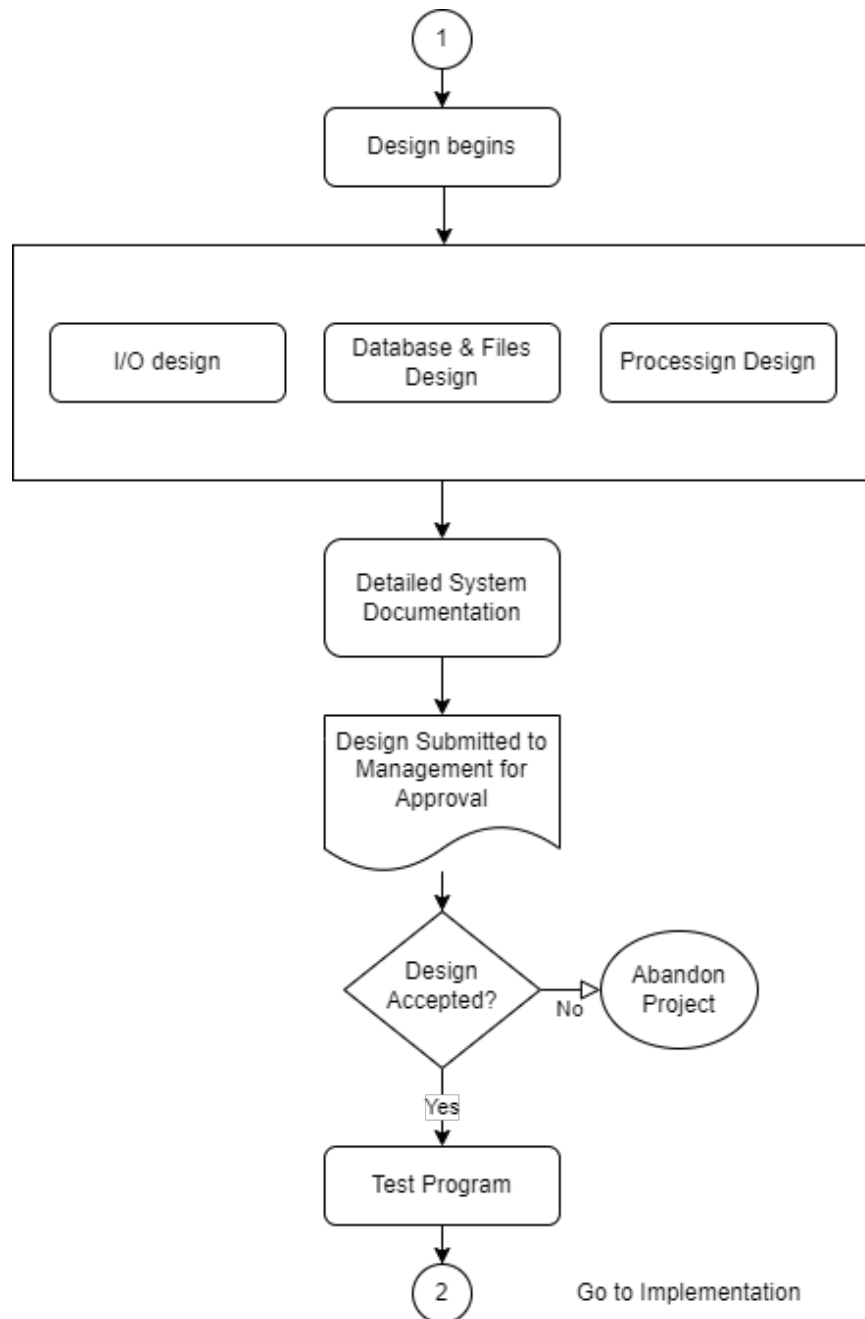 1
Design begins
I/O design
Database & Files
Design
Processign Design
Detailed System
Documentation
Design Submitted to
Management for
Approval
Design
Accepted?
No
Abandon
Project
Yes
Test Program
2
Go to Implementation